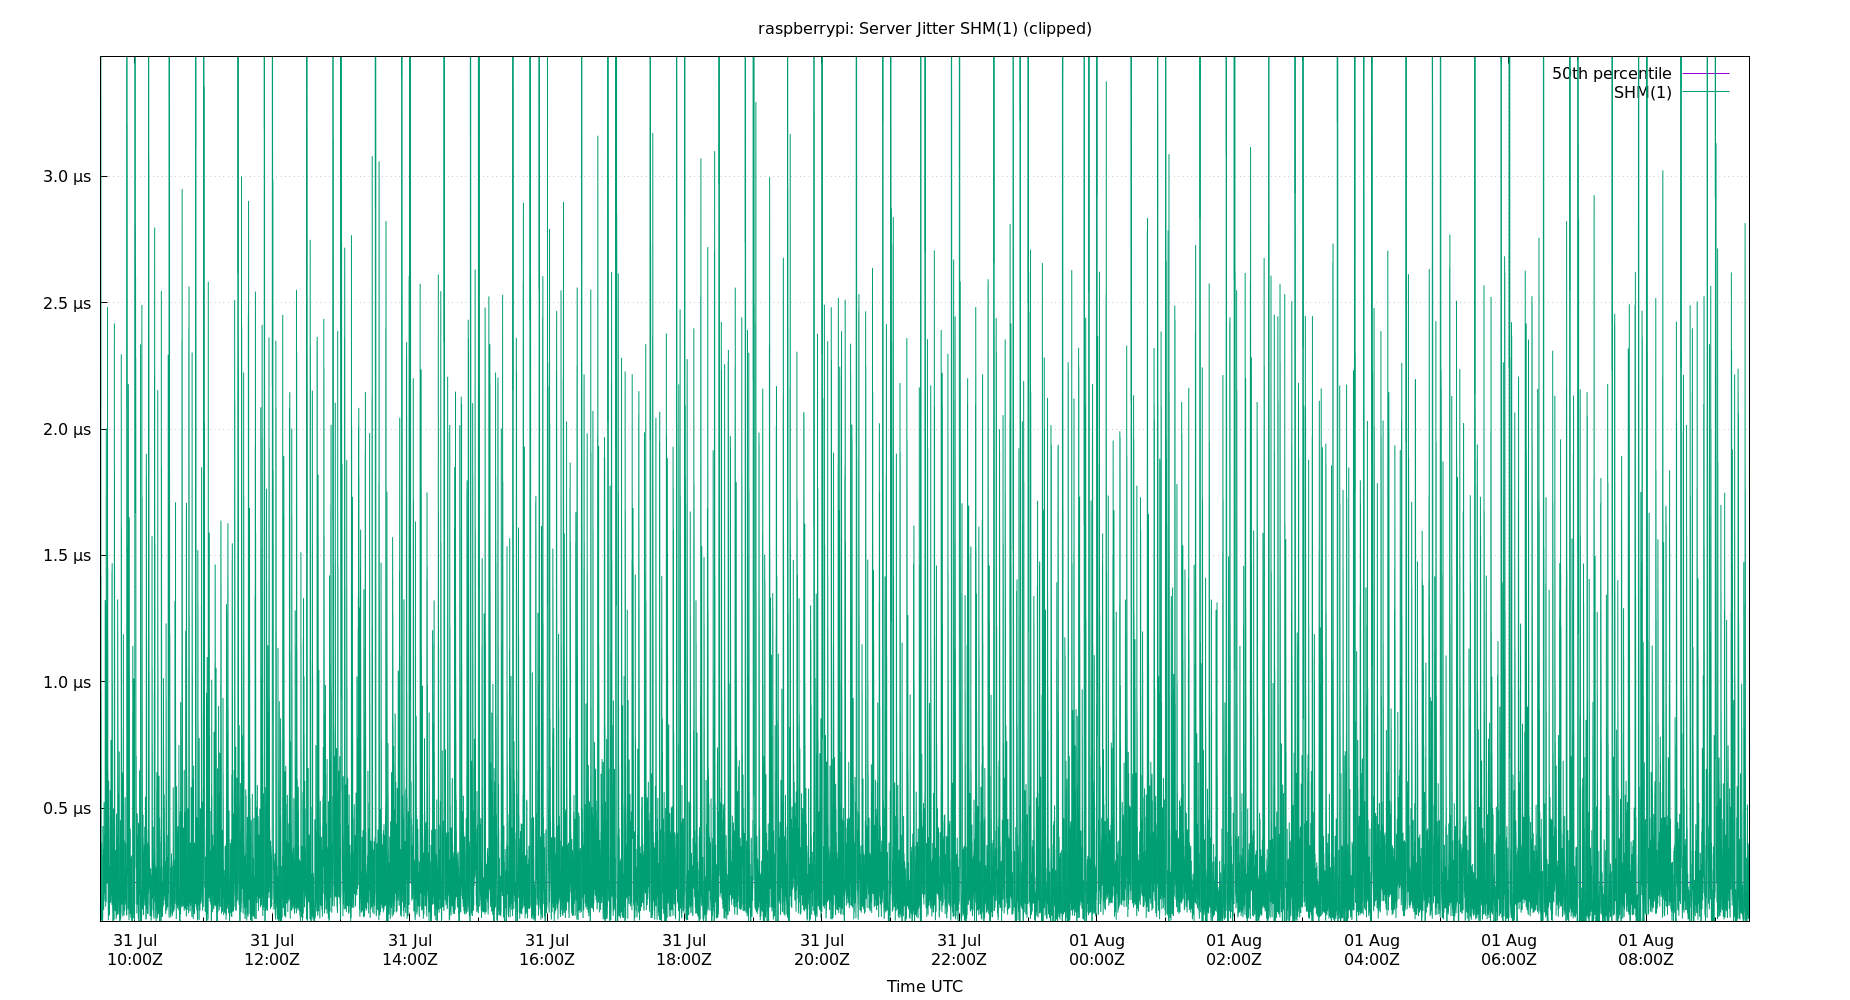 raspberrypi: Server Jitter SHM(1) (clipped)
50th percentile
SHM(1)
3.0 µs
2.5 µs
2.0 µs
1.5 µs
1.0 µs
0.5 µs
31 Jul 31 Jul 31 Jul 31 Jul 31 Jul 31 Jul 31 Jul 01 Aug 01 Aug 01 Aug 01 Aug 01 Aug
10:00Z 12:00Z 14:00Z 16:00Z 18:00Z 20:00Z 22:00Z 00:00Z 02:00Z 04:00Z 06:00Z 08:00Z
Time UTC